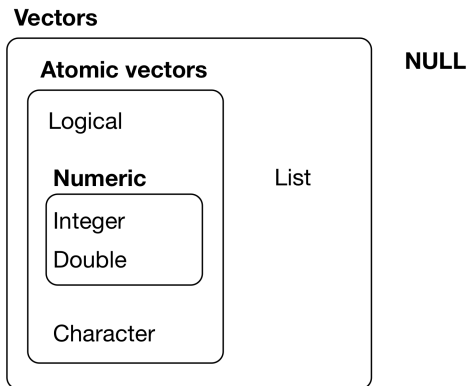 Vectors
NULL
Atomic vectors
Logical
Numeric
List
Integer
Double
Character